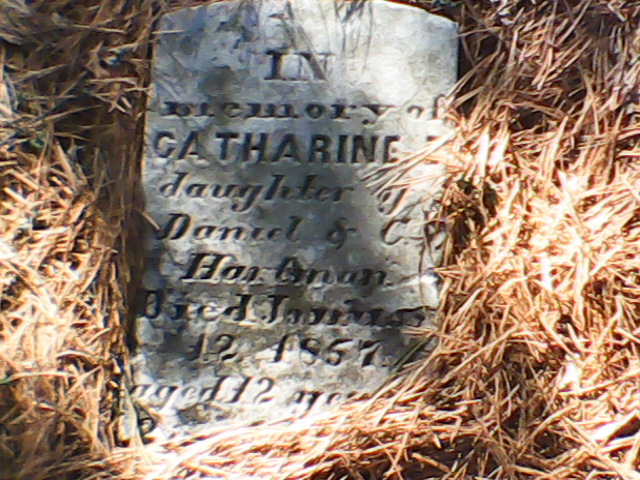 IN
memory of
CATHARINE
daughter of
Daniel & C.
Hartman
Died
12, 1857
aged 12